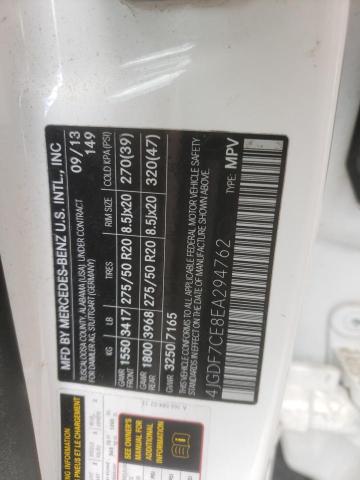 MFD BY MERCEDES-BENZ U.S. INTL., INC
TUSCALOOSA COUNTY, ALABAMA (USA) UNDER CONTRACT
FOR DAIMLER AG, STUTTGART (GERMANY)
09/13
149
KG LB TIRES RIM SIZE COLD KPA (PSI)
GAWR FRONT 1550 3417 275/50 R20 8.5Jx20 270(39)
GAWR REAR 1800 3968 275/50 R20 8.5Jx20 320(47)
GVWR 3250 7165
CONFORMS TO ALL APPLICABLE FEDERAL MOTOR VEHICLE SAFETY
STANDARDS IN EFFECT ON THE DATE OF MANUFACTURE SHOWN ABOVE.
4JGDF7CE8EA294762
TYPE: MPV
SEE OWNER'S
MANUAL FOR
ADDITIONAL
INFORMATION